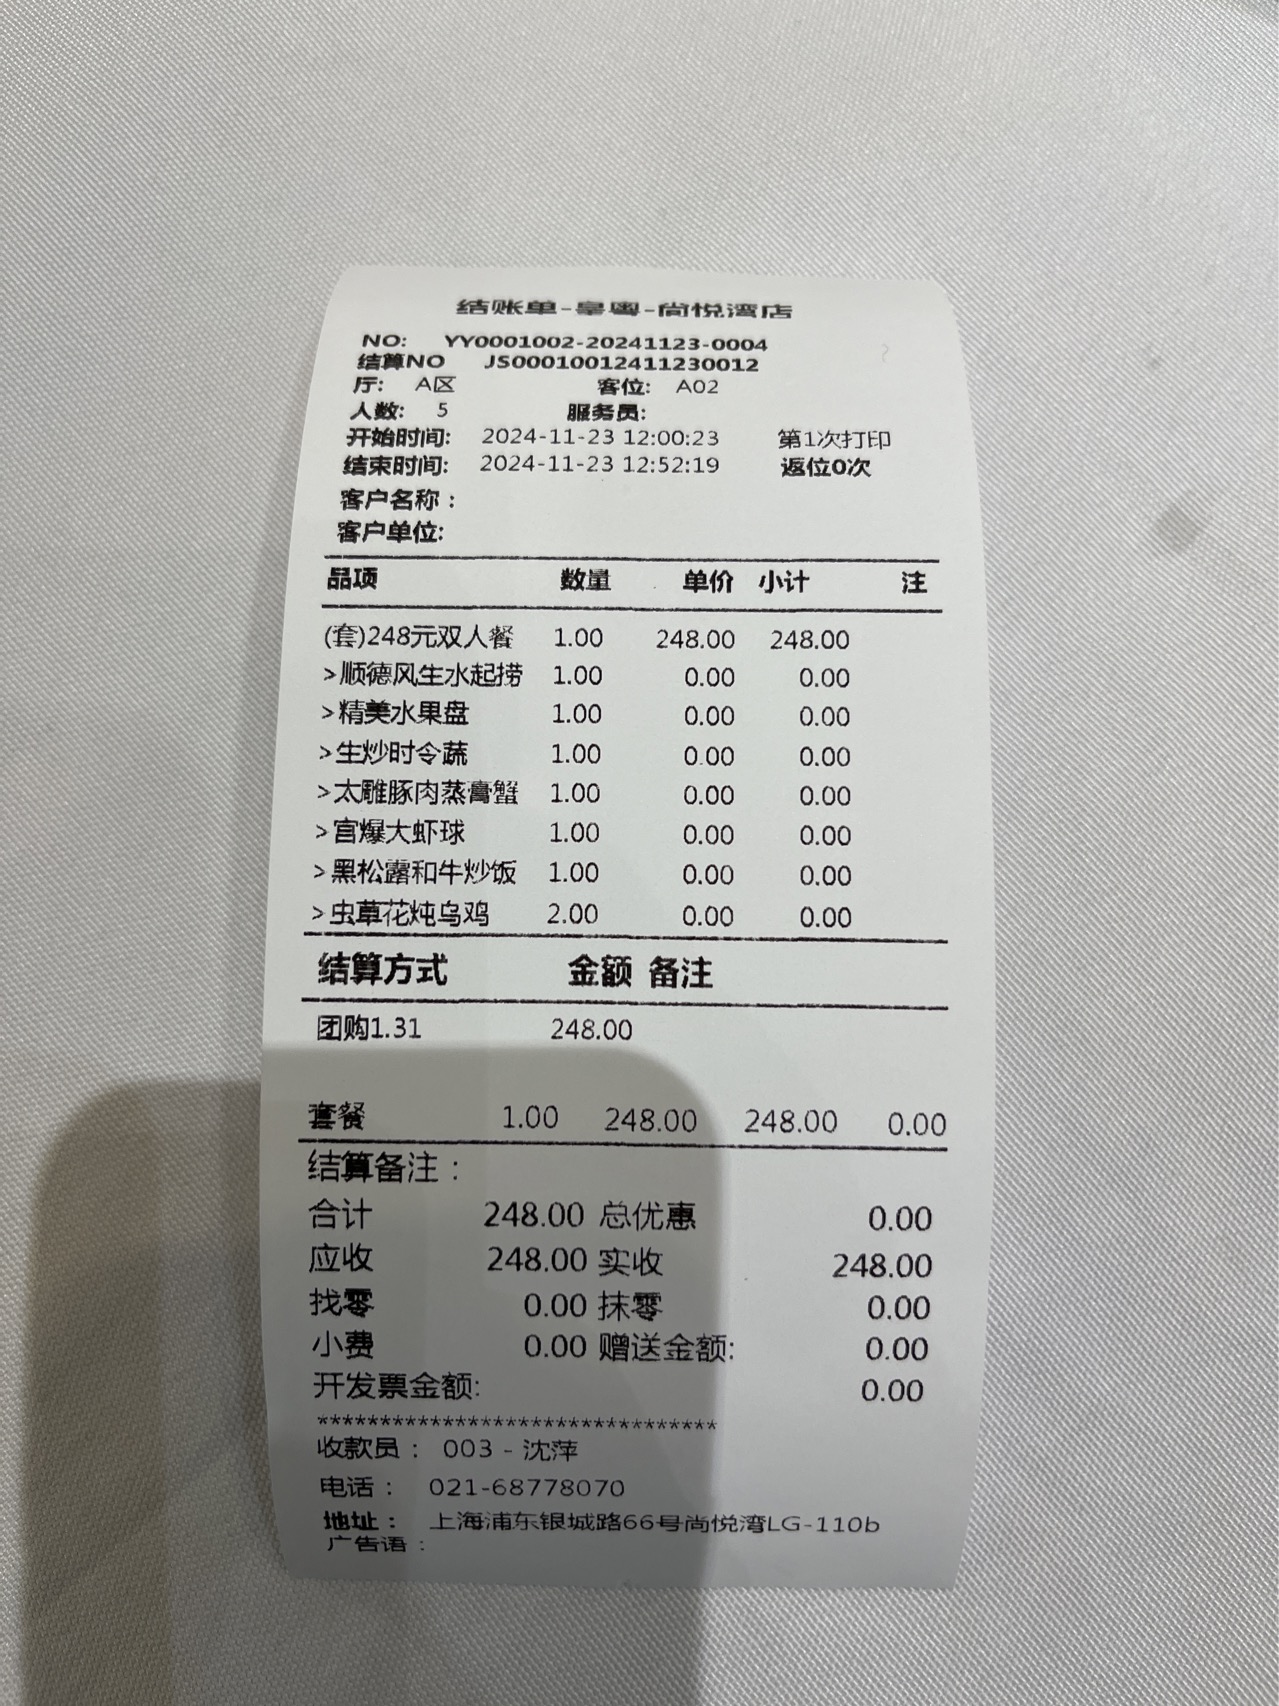 结账单-皇粤-尚悦湾店
NO: YY0001002-20241123-0004
结算NO JS00010012411230012
厅: A区 客位: A02
人数: 5 服务员:
开始时间: 2024-11-23 12:00:23 第1次打印
结束时间: 2024-11-23 12:52:19 返位0次
客户名称：
客户单位:
品项 数量 单价 小计 注
(套)248元双人餐 1.00 248.00 248.00
>顺德风生水起捞 1.00 0.00 0.00
>精美水果盘 1.00 0.00 0.00
>生炒时令蔬 1.00 0.00 0.00
>太雕豚肉蒸膏蟹 1.00 0.00 0.00
>宫爆大虾球 1.00 0.00 0.00
>黑松露和牛炒饭 1.00 0.00 0.00
>虫草花炖乌鸡 2.00 0.00 0.00
结算方式 金额 备注
团购1.31 248.00
套餐 1.00 248.00 248.00 0.00
结算备注：
合计 248.00 总优惠 0.00
应收 248.00 实收 248.00
找零 0.00 抹零 0.00
小费 0.00 赠送金额: 0.00
开发票金额: 0.00
********************************
收款员： 003 - 沈萍
电话： 021-68778070
地址： 上海浦东银城路66号尚悦湾LG-110b
广告语：